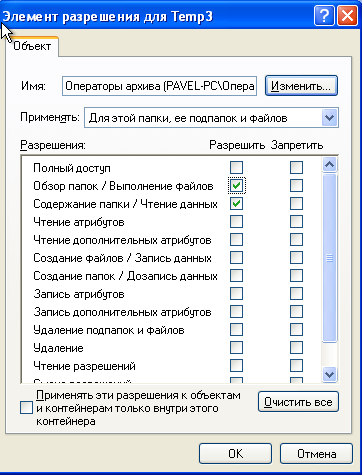 Элемент разрешения для Temp3
Объект
Имя: Операторы архива (PAVEL-PC\Опера Изменить...
Применять: Для этой папки, ее подпапок и файлов
Разрешения: Разрешить Запретить
Полный доступ
Обзор папок / Выполнение файлов
Содержание папки / Чтение данных
Чтение атрибутов
Чтение дополнительных атрибутов
Создание файлов / Запись данных
Создание папок / Дозапись данных
Запись атрибутов
Запись дополнительных атрибутов
Удаление подпапок и файлов
Удаление
Чтение разрешений
Применять эти разрешения к объектам
и контейнерам только внутри этого
контейнера
Очистить все
ОК
Отмена